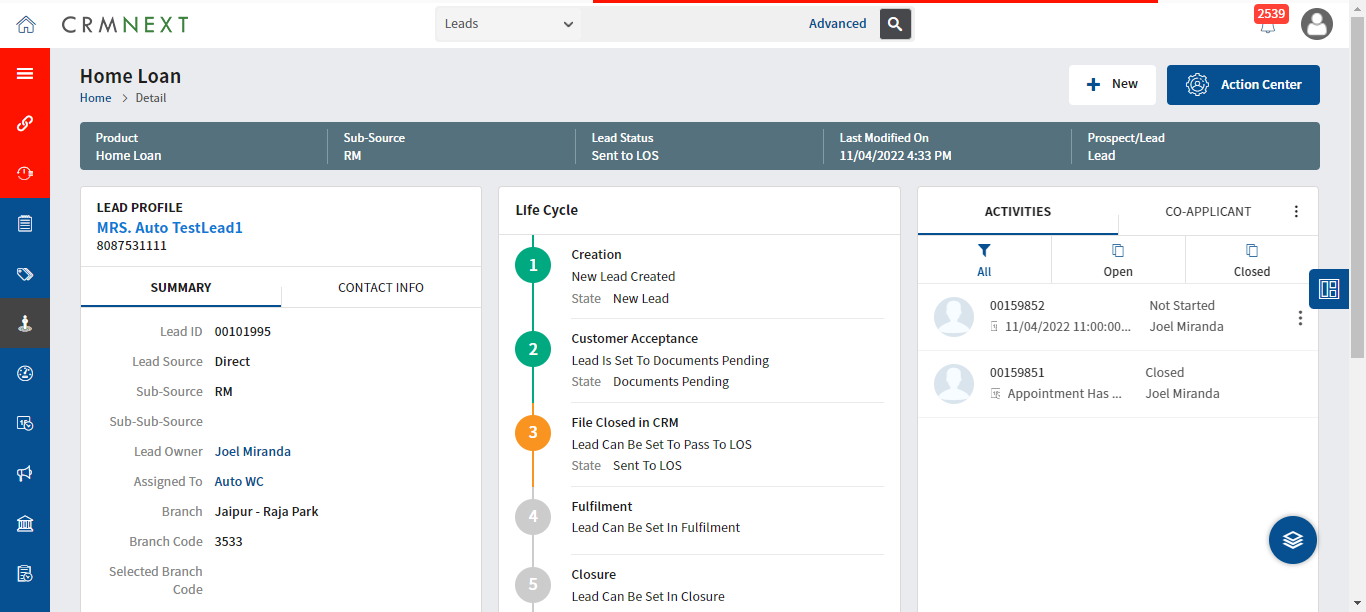 CRMNEXT
Leads
Advanced
2539
Home Loan
Home > Detail
+ New
Action Center
Product
Home Loan
Sub-Source
RM
Lead Status
Sent to LOS
Last Modified On
11/04/2022 4:33 PM
Prospect/Lead
Lead
LEAD PROFILE
MRS. Auto TestLead1
8087531111
SUMMARY
CONTACT INFO
Lead ID 00101995
Lead Source Direct
Sub-Source RM
Sub-Sub-Source
Lead Owner Joel Miranda
Assigned To Auto WC
Branch Jaipur - Raja Park
Branch Code 3533
Selected Branch
Code
Life Cycle
1
Creation
New Lead Created
State New Lead
2
Customer Acceptance
Lead Is Set To Documents Pending
State Documents Pending
3
File Closed in CRM
Lead Can Be Set To Pass To LOS
State Sent To LOS
4
Fulfilment
Lead Can Be Set In Fulfilment
5
Closure
Lead Can Be Set In Closure
ACTIVITIES
CO-APPLICANT
All
Open
Closed
00159852 Not Started
11/04/2022 11:00:00... Joel Miranda
00159851 Closed
Appointment Has ... Joel Miranda